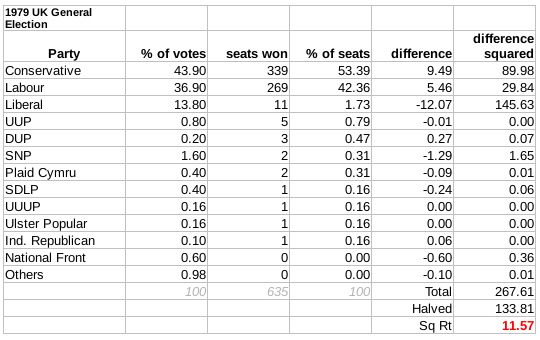 1979 UK General
Election
Party % of votes seats won % of seats difference difference squared
Conservative 43.90 339 53.39 9.49 89.98
Labour 36.90 269 42.36 5.46 29.84
Liberal 13.80 11 1.73 -12.07 145.63
UUP 0.80 5 0.79 -0.01 0.00
DUP 0.20 3 0.47 0.27 0.07
SNP 1.60 2 0.31 -1.29 1.65
Plaid Cymru 0.40 2 0.31 -0.09 0.01
SDLP 0.40 1 0.16 -0.24 0.06
UUUP 0.16 1 0.16 0.00 0.00
Ulster Popular 0.16 1 0.16 0.00 0.00
Ind. Republican 0.10 1 0.16 0.06 0.00
National Front 0.60 0 0.00 -0.60 0.36
Others 0.98 0 0.00 -0.10 0.01
100 635 100 Total 267.61
Halved 133.81
Sq Rt 11.57